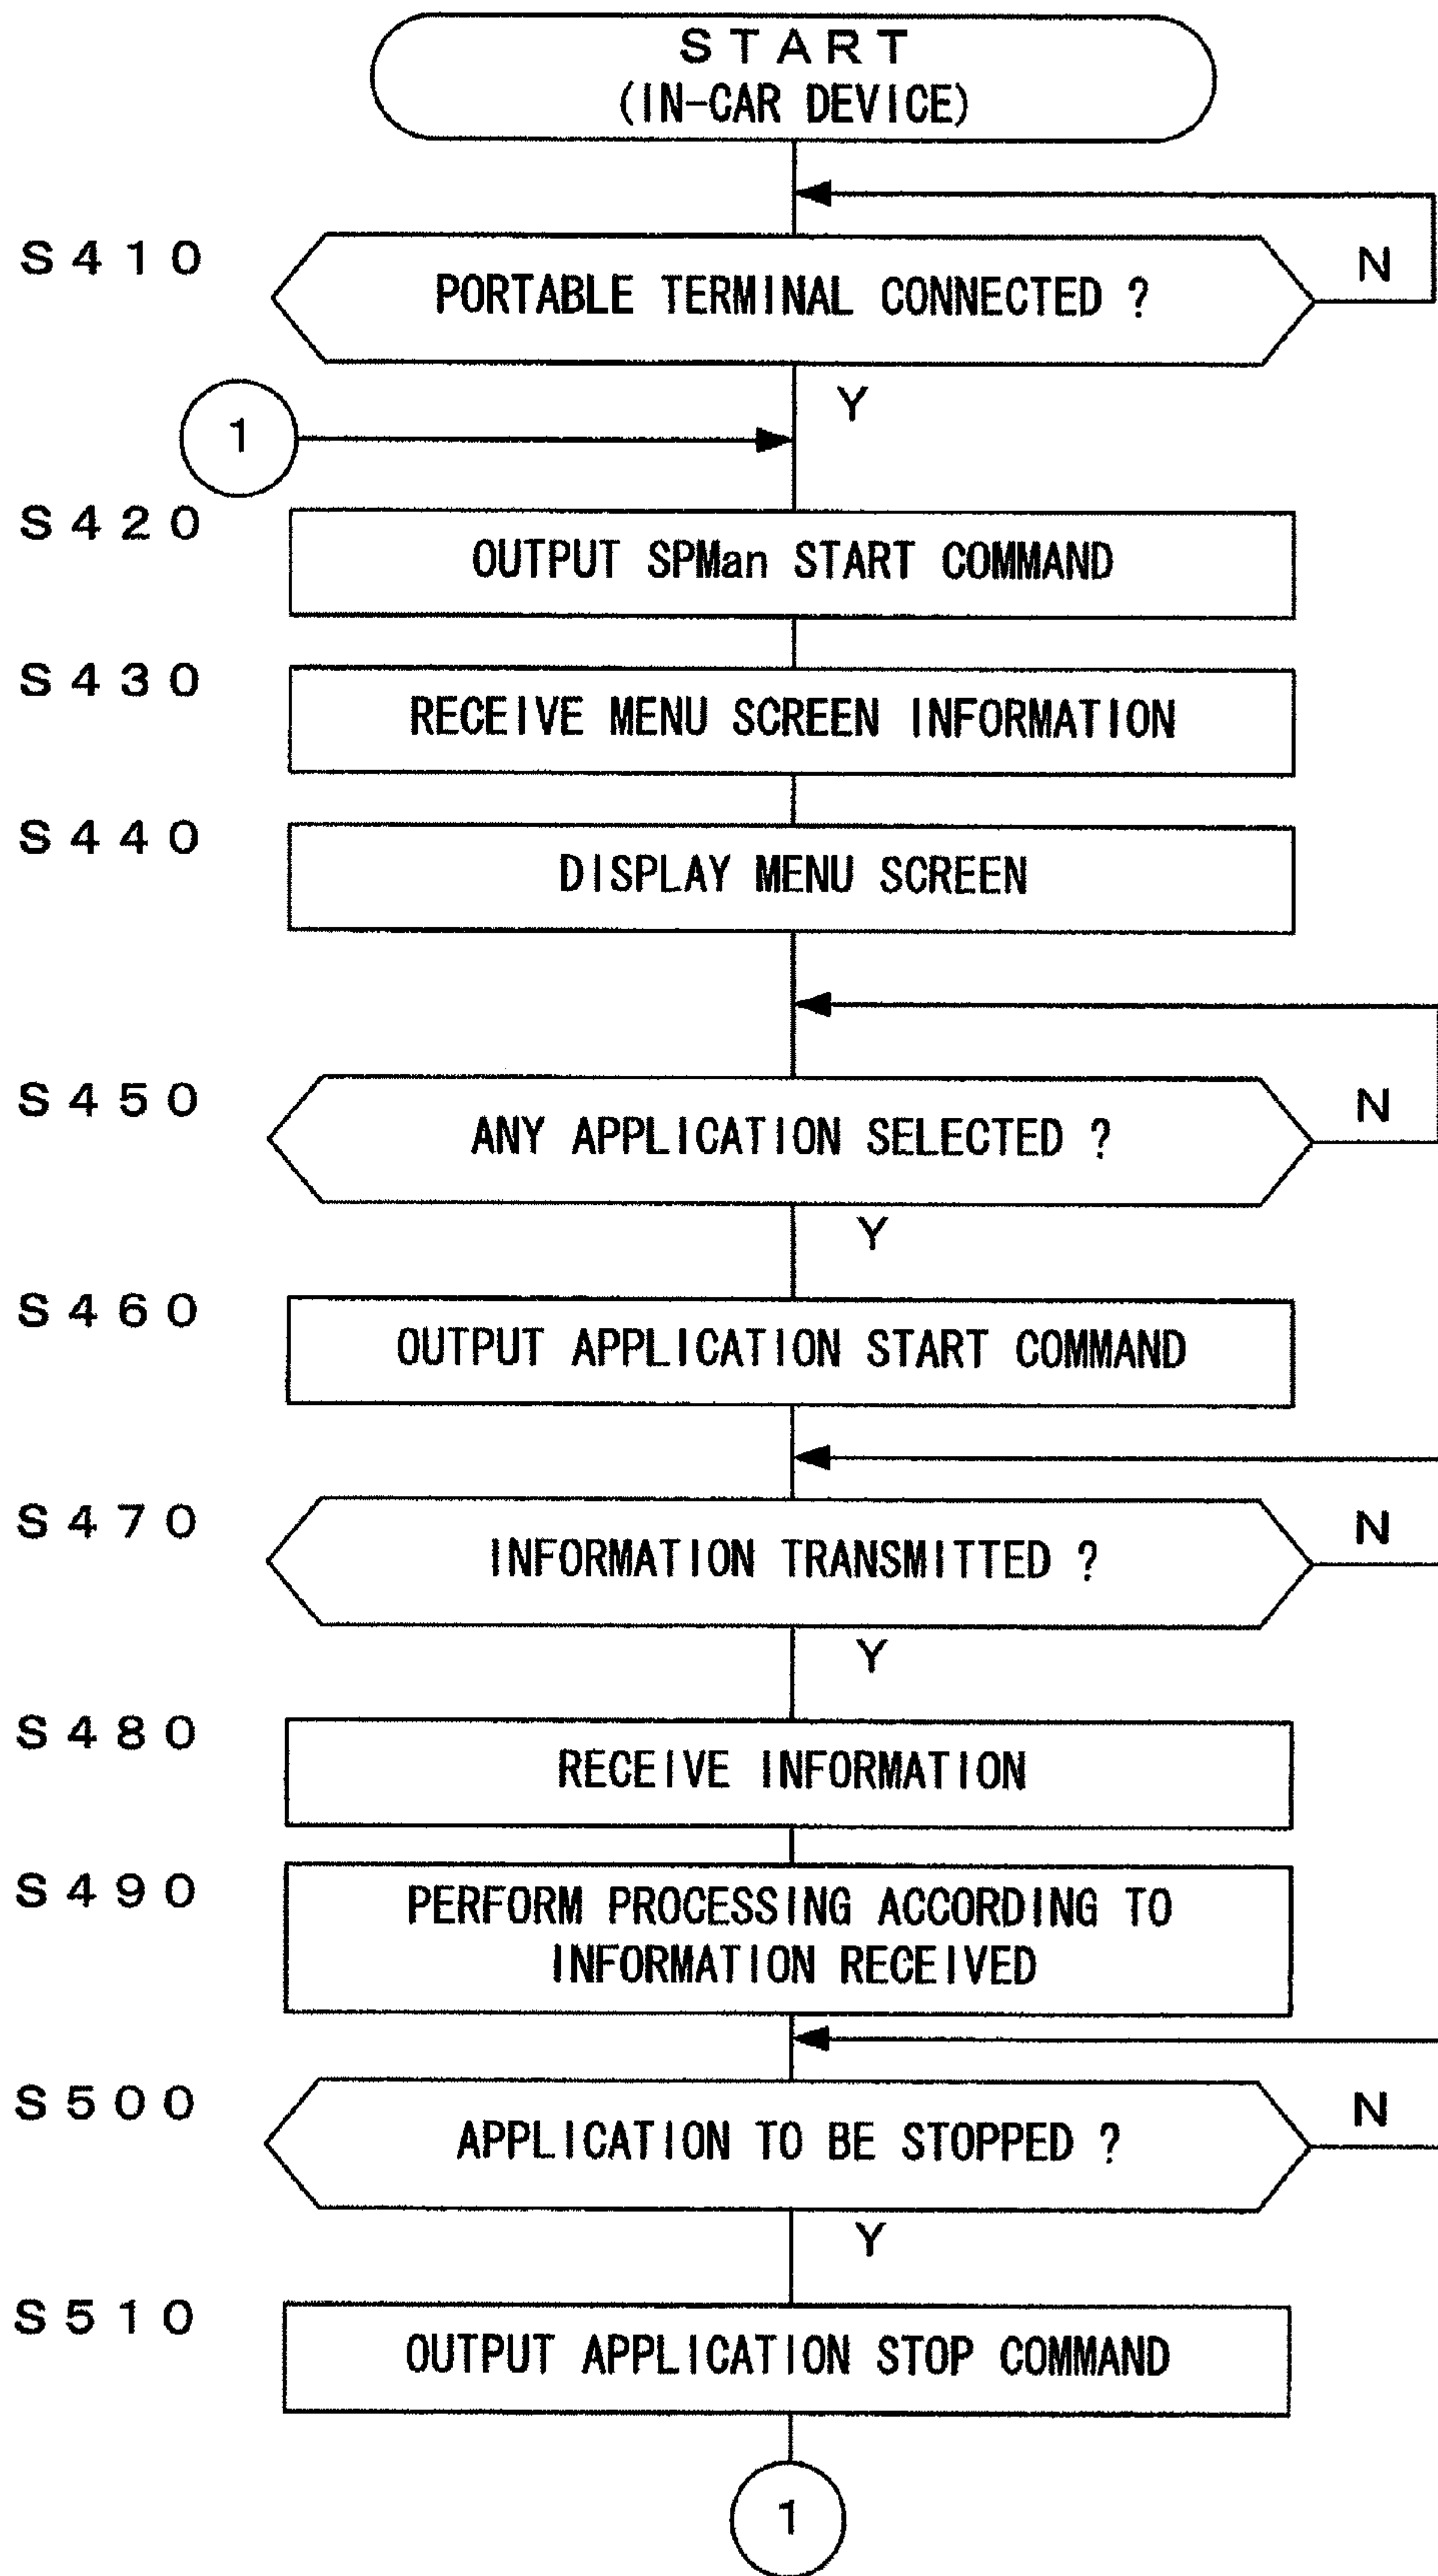 START
(IN-CAR DEVICE)
S410
PORTABLE TERMINAL CONNECTED ?
N
Y
1
S420
OUTPUT SPMan START COMMAND
S430
RECEIVE MENU SCREEN INFORMATION
S440
DISPLAY MENU SCREEN
S450
ANY APPLICATION SELECTED ?
N
Y
S460
OUTPUT APPLICATION START COMMAND
S470
INFORMATION TRANSMITTED ?
N
Y
S480
RECEIVE INFORMATION
S490
PERFORM PROCESSING ACCORDING TO
INFORMATION RECEIVED
S500
APPLICATION TO BE STOPPED ?
N
Y
S510
OUTPUT APPLICATION STOP COMMAND
1